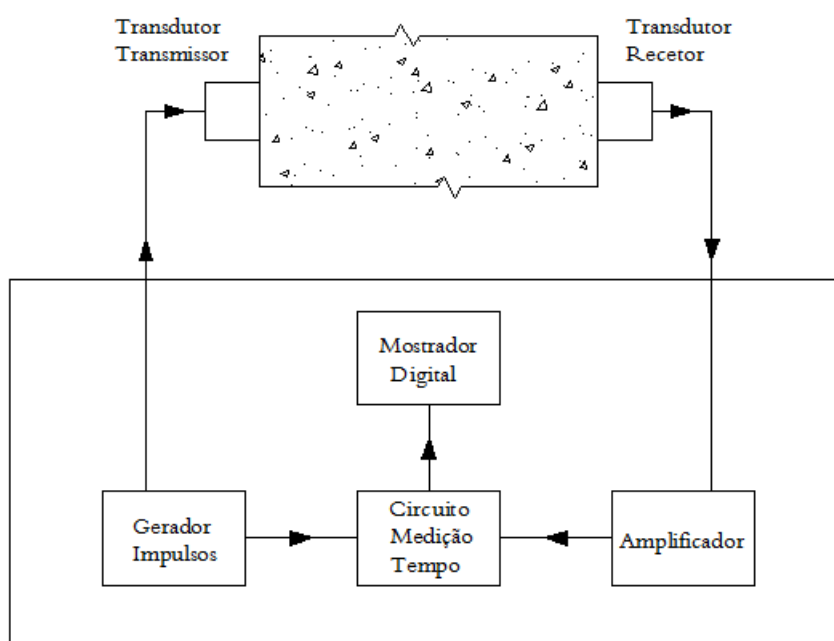 Transdutor
Transmissor
Transdutor
Recetor
Mostrador
Digital
Gerador
Impulsos
Circuito
Medição
Tempo
Amplificador